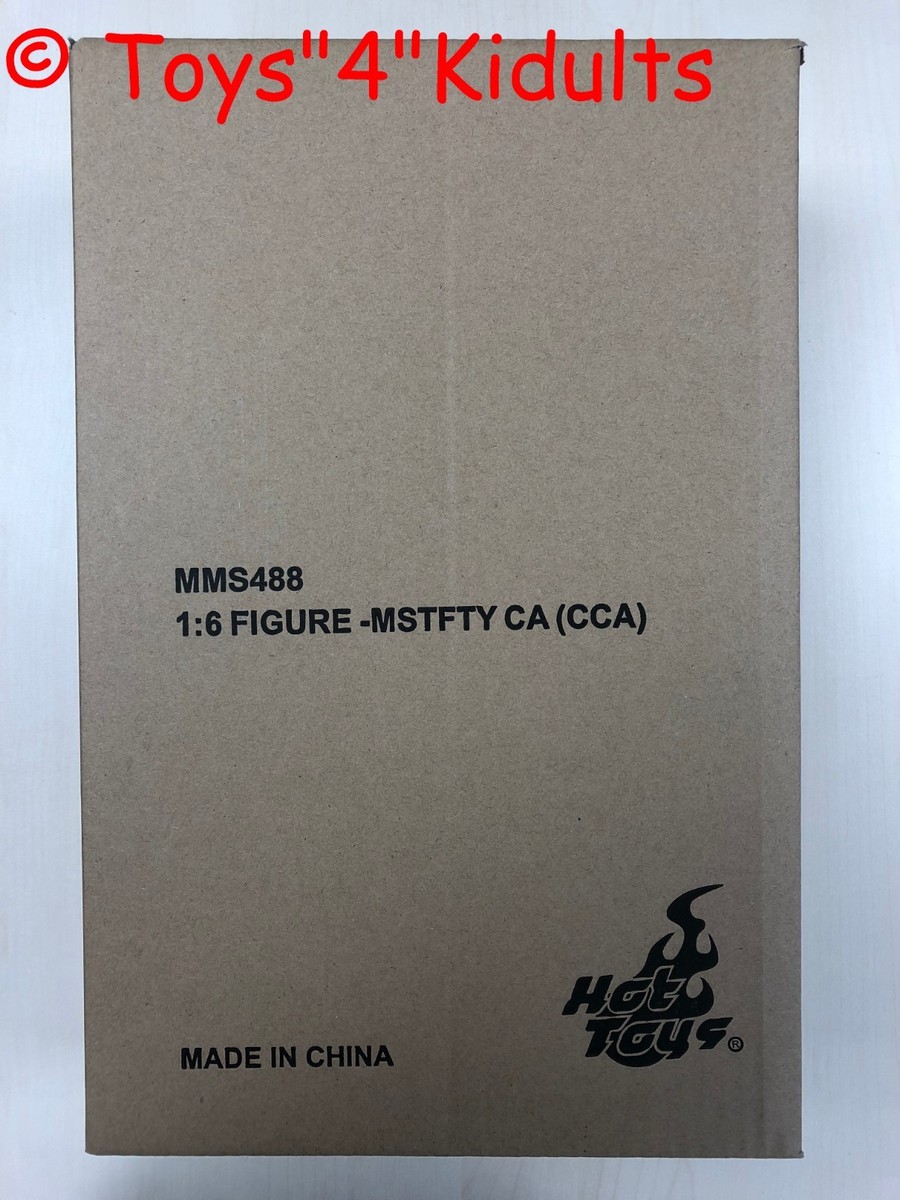 © Toys"4"Kidults
MMS488
1:6 FIGURE -MSTFTY CA (CCA)
Hot
Toys®
MADE IN CHINA